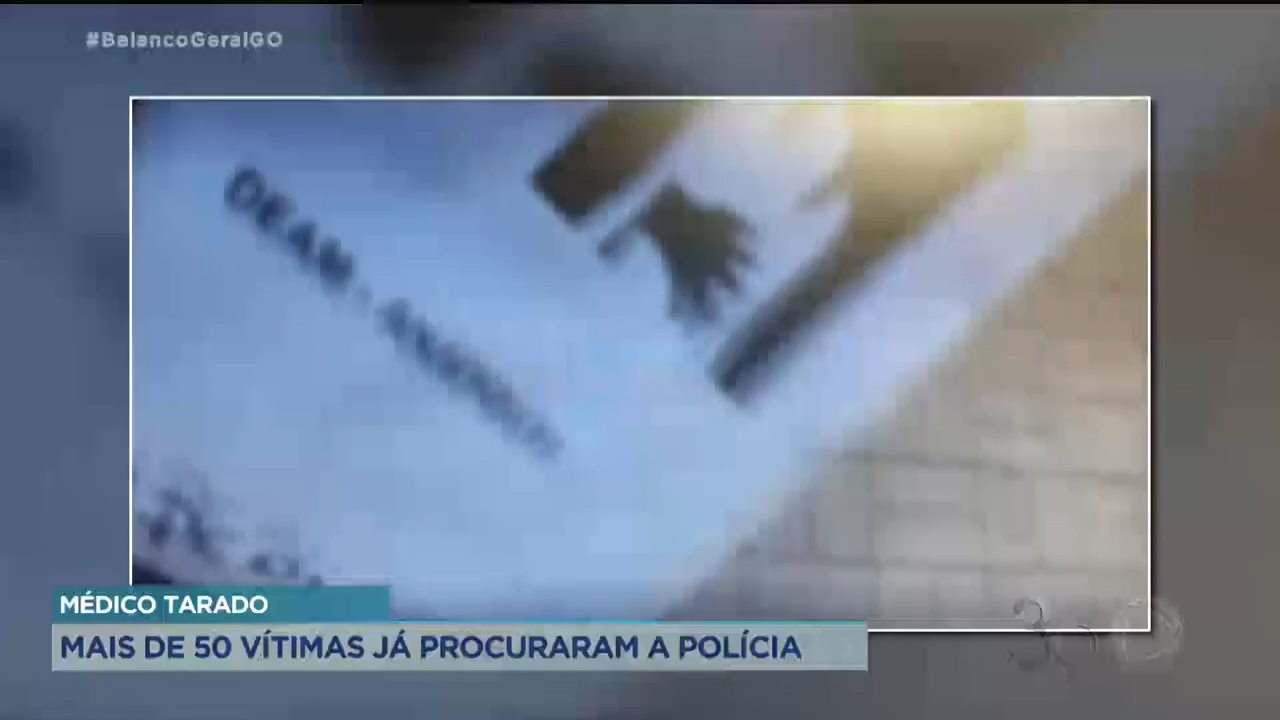 #BalancoGeralGO
DEAM
MÉDICO TARADO
MAIS DE 50 VÍTIMAS JÁ PROCURARAM A POLÍCIA